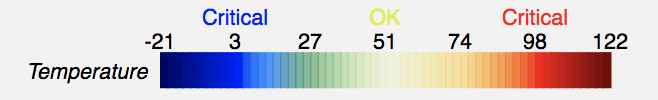 Critical OK Critical
-21 3 27 51 74 98 122
Temperature